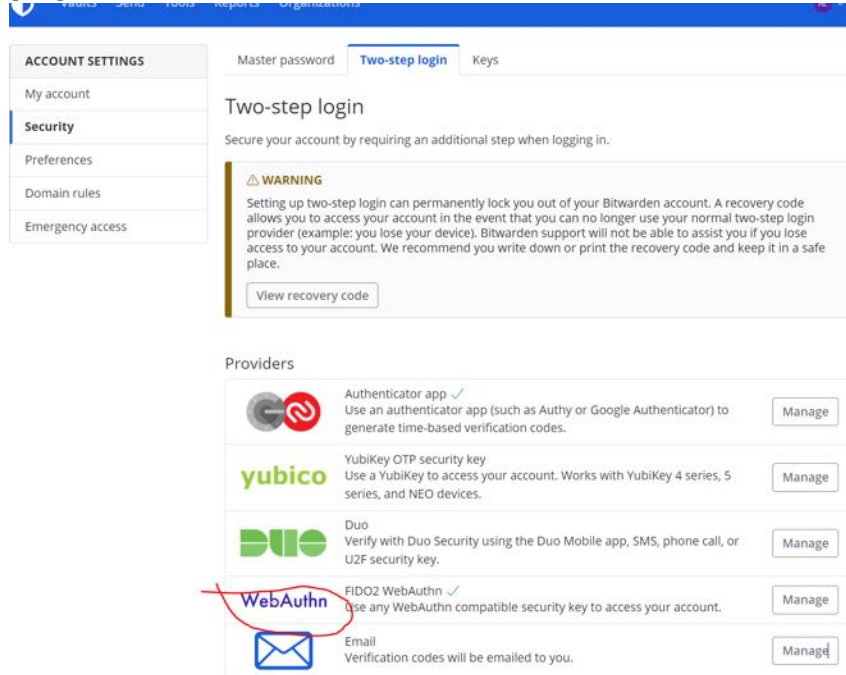 Vaults Send Tools Reports Organizations
ACCOUNT SETTINGS
My account
Security
Preferences
Domain rules
Emergency access
Master password Two-step login Keys
Two-step login
Secure your account by requiring an additional step when logging in.
WARNING
Setting up two-step login can permanently lock you out of your Bitwarden account. A recovery code
allows you to access your account in the event that you can no longer use your normal two-step login
provider (example: you lose your device). Bitwarden support will not be able to assist you if you lose
access to your account. We recommend you write down or print the recovery code and keep it in a safe
place.
View recovery code
Providers
Authenticator app
Use an authenticator app (such as Authy or Google Authenticator) to
generate time-based verification codes.
Manage
yubico
YubiKey OTP security key
Use a YubiKey to access your account. Works with YubiKey 4 series, 5
series, and NEO devices.
Manage
DUO
Duo
Verify with Duo Security using the Duo Mobile app, SMS, phone call, or
U2F security key.
Manage
WebAuthn
FIDO2 WebAuthn
Use any WebAuthn compatible security key to access your account.
Manage
Email
Verification codes will be emailed to you.
Manage